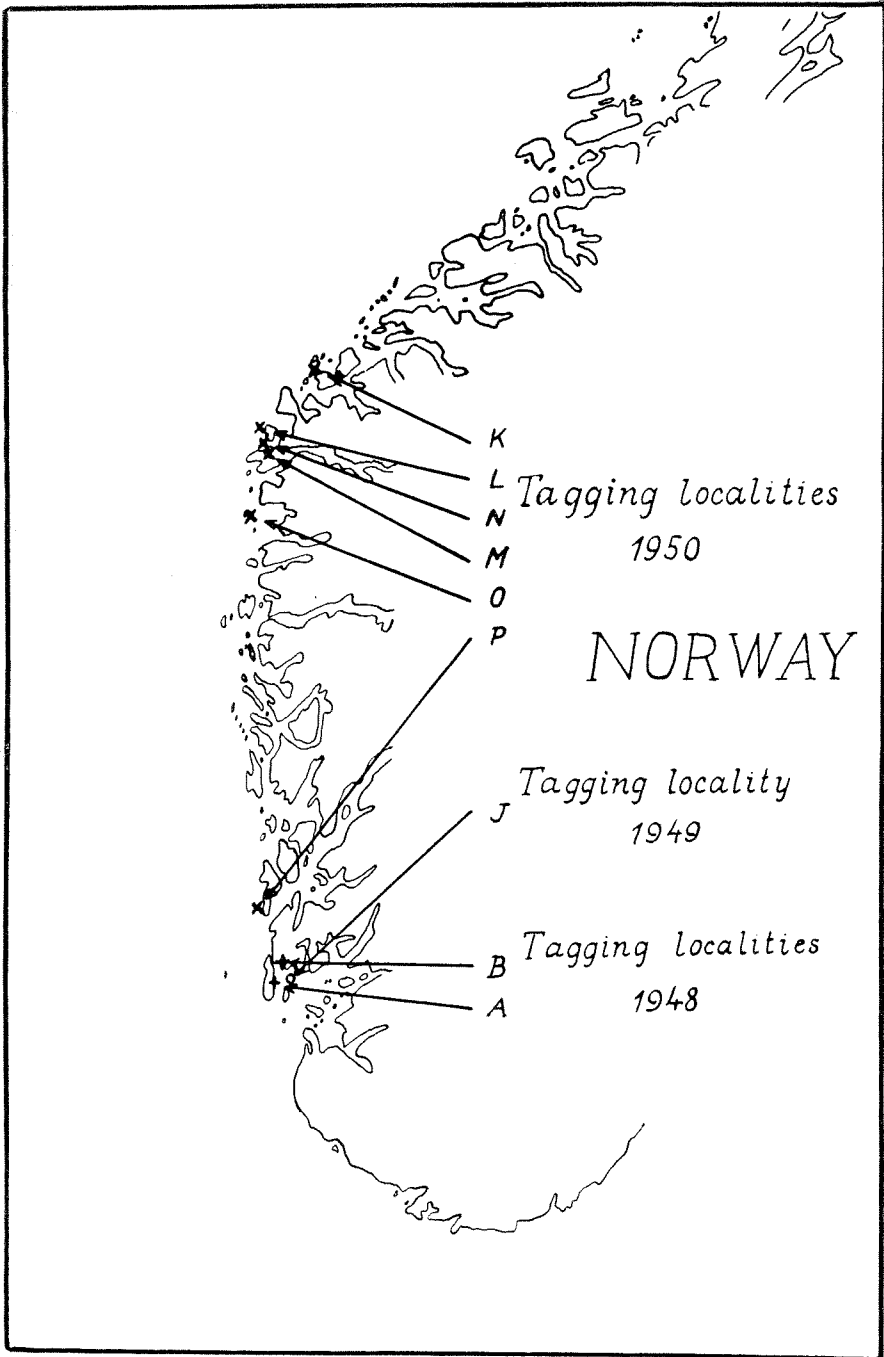 K
L
Tagging localities
N
1950
M
O
P
NORWAY
Tagging locality
J
1949
Tagging localities
B
1948
A